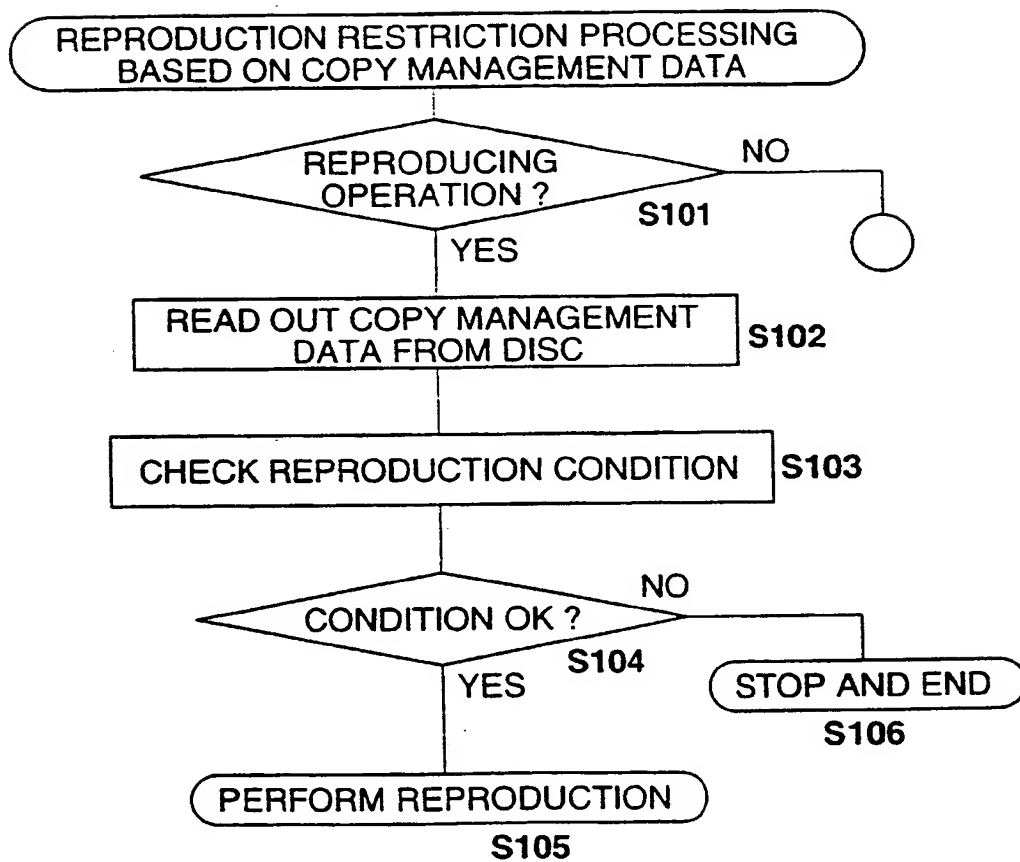 REPRODUCTION RESTRICTION PROCESSING
BASED ON COPY MANAGEMENT DATA
REPRODUCING
OPERATION ?
NO
S101
YES
READ OUT COPY MANAGEMENT
DATA FROM DISC
S102
CHECK REPRODUCTION CONDITION
S103
CONDITION OK ?
NO
S104
YES
STOP AND END
S106
PERFORM REPRODUCTION
S105